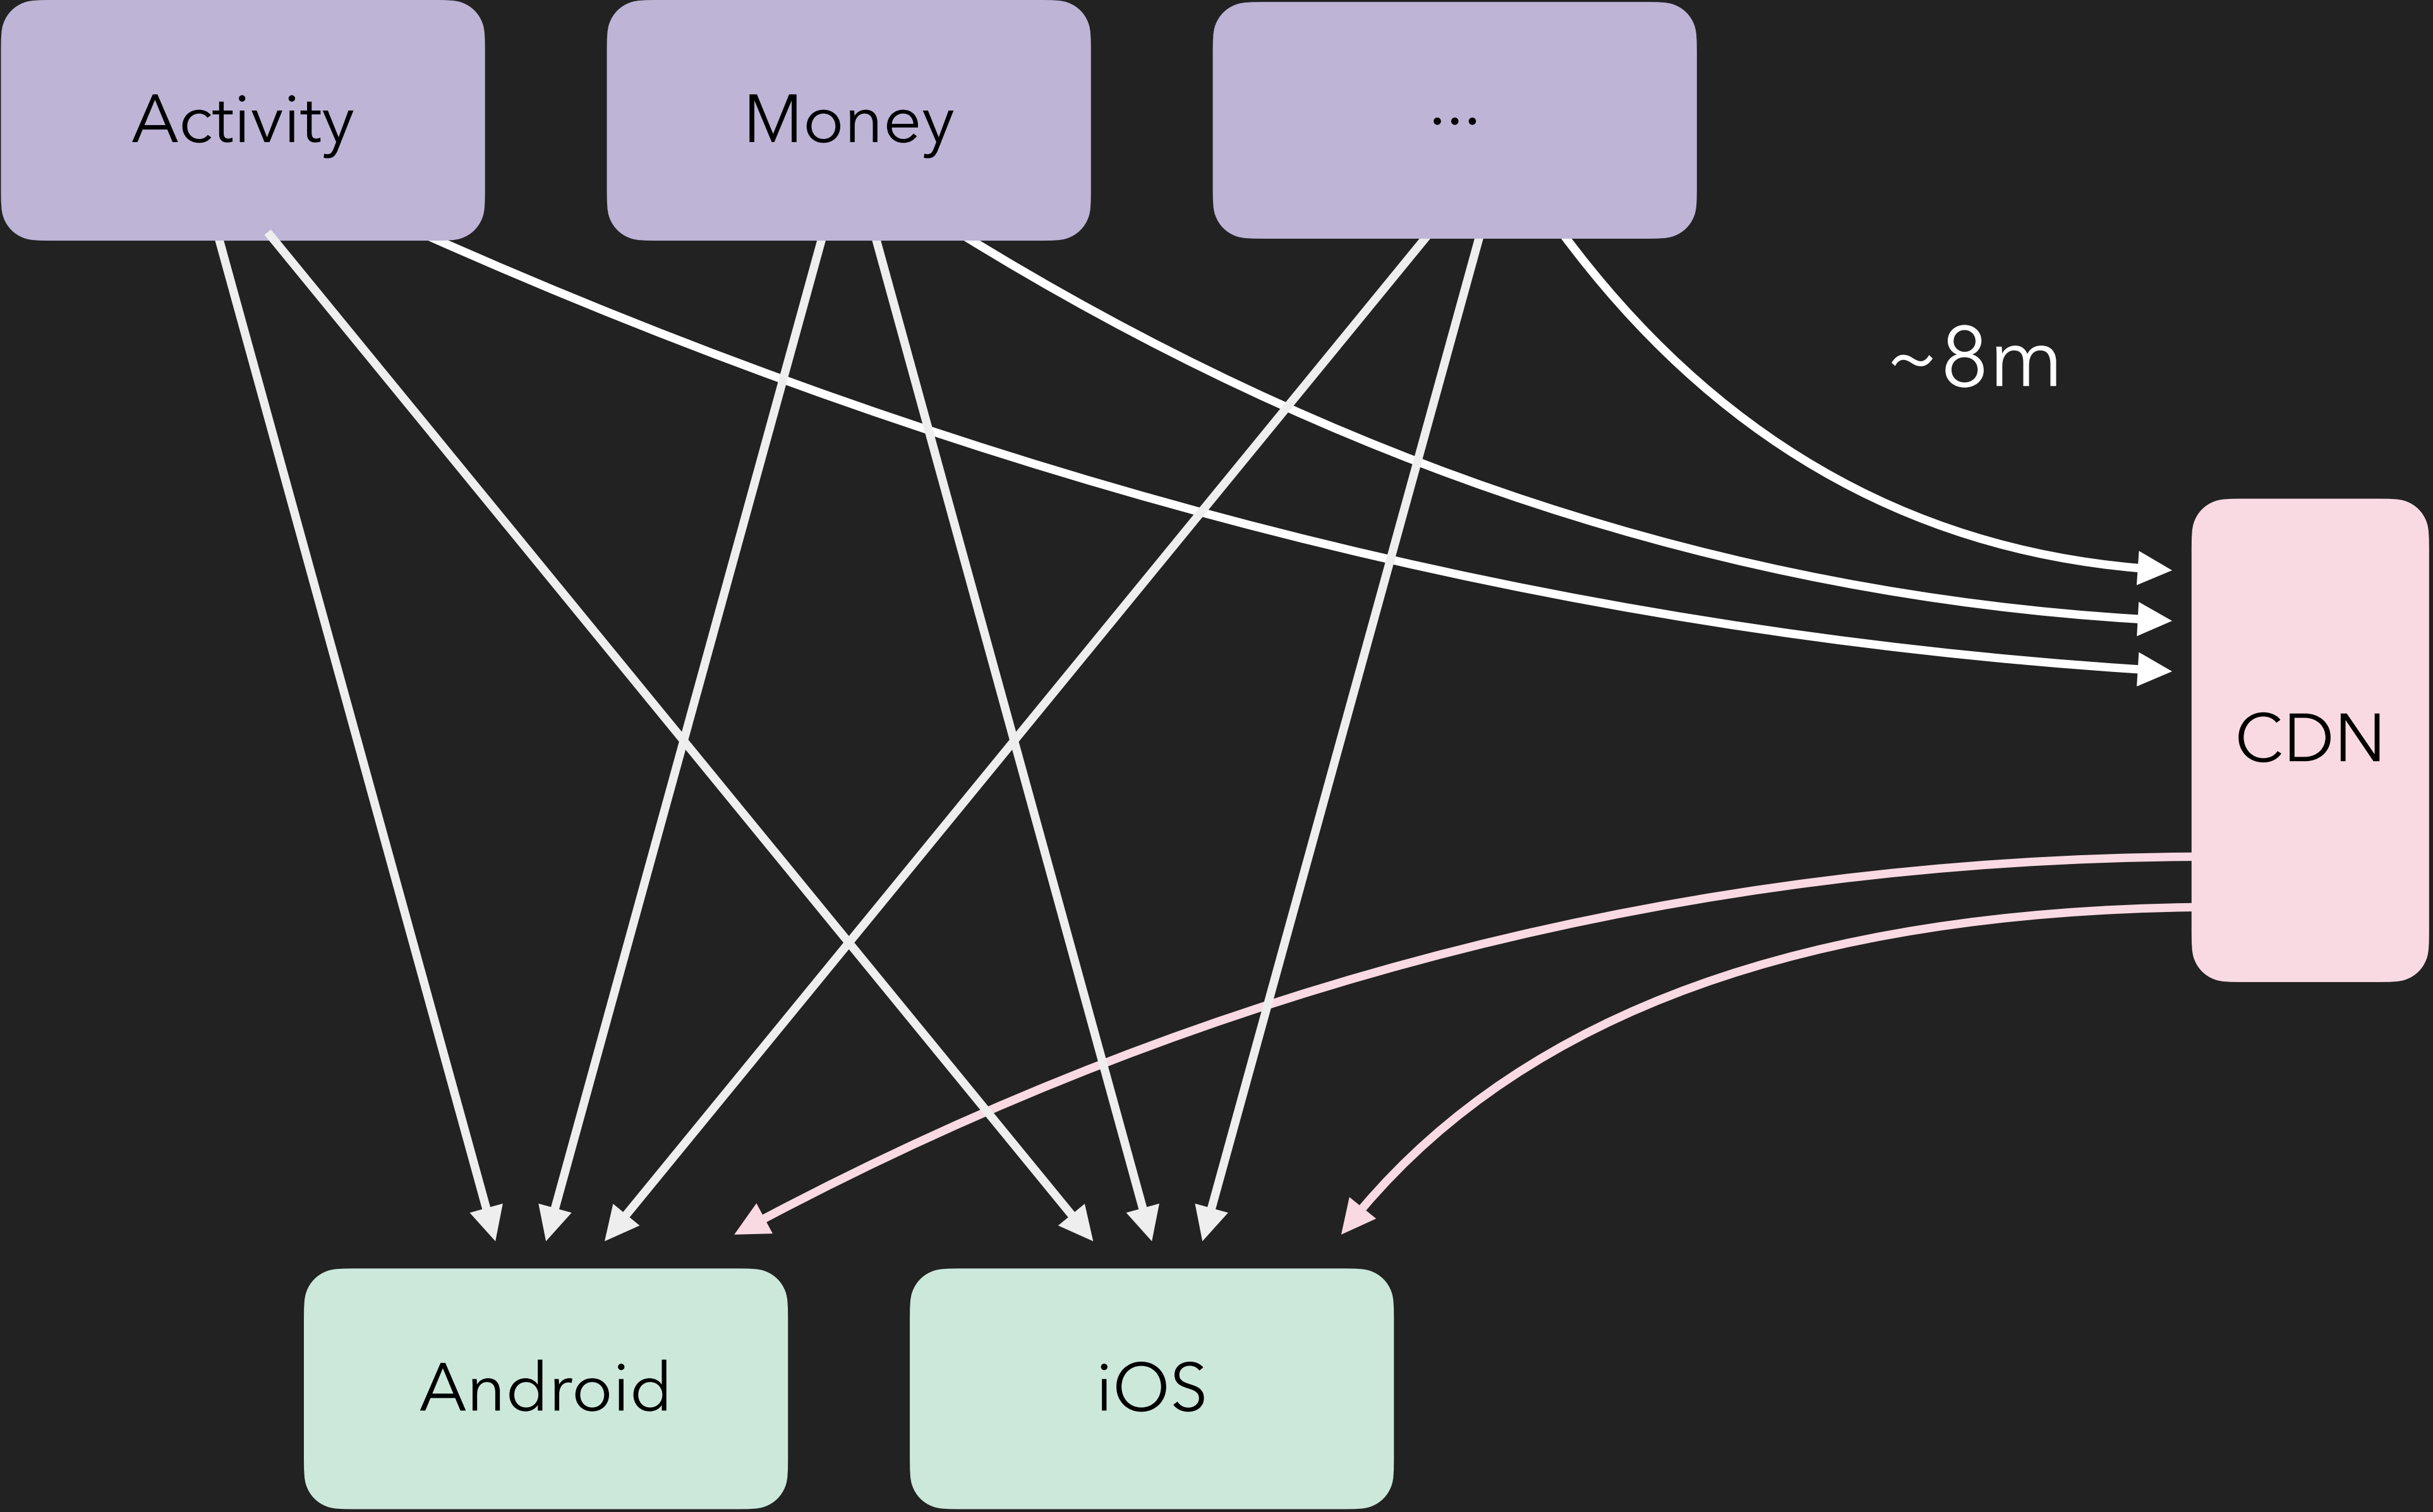 Activity
Money
...
~8m
CDN
Android
iOS